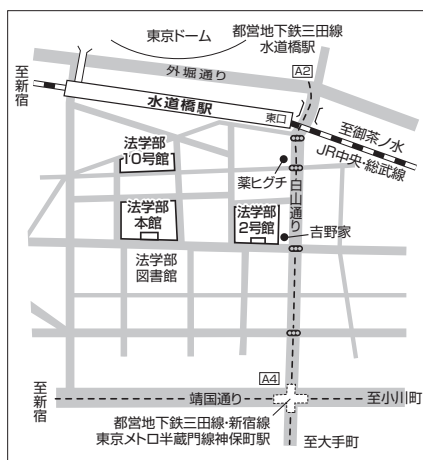 東京ドーム
都営地下鉄三田線
水道橋駅
外堀通り
A2
至新宿
水道橋駅
東口
至御茶ノ水
JR中央・総武線
法学部
10号館
薬ヒグチ
白山通り
法学部
本館
法学部
2号館
吉野家
法学部
図書館
A4
至新宿
靖国通り
至小川町
都営地下鉄三田線・新宿線
東京メトロ半蔵門線神保町駅
至大手町